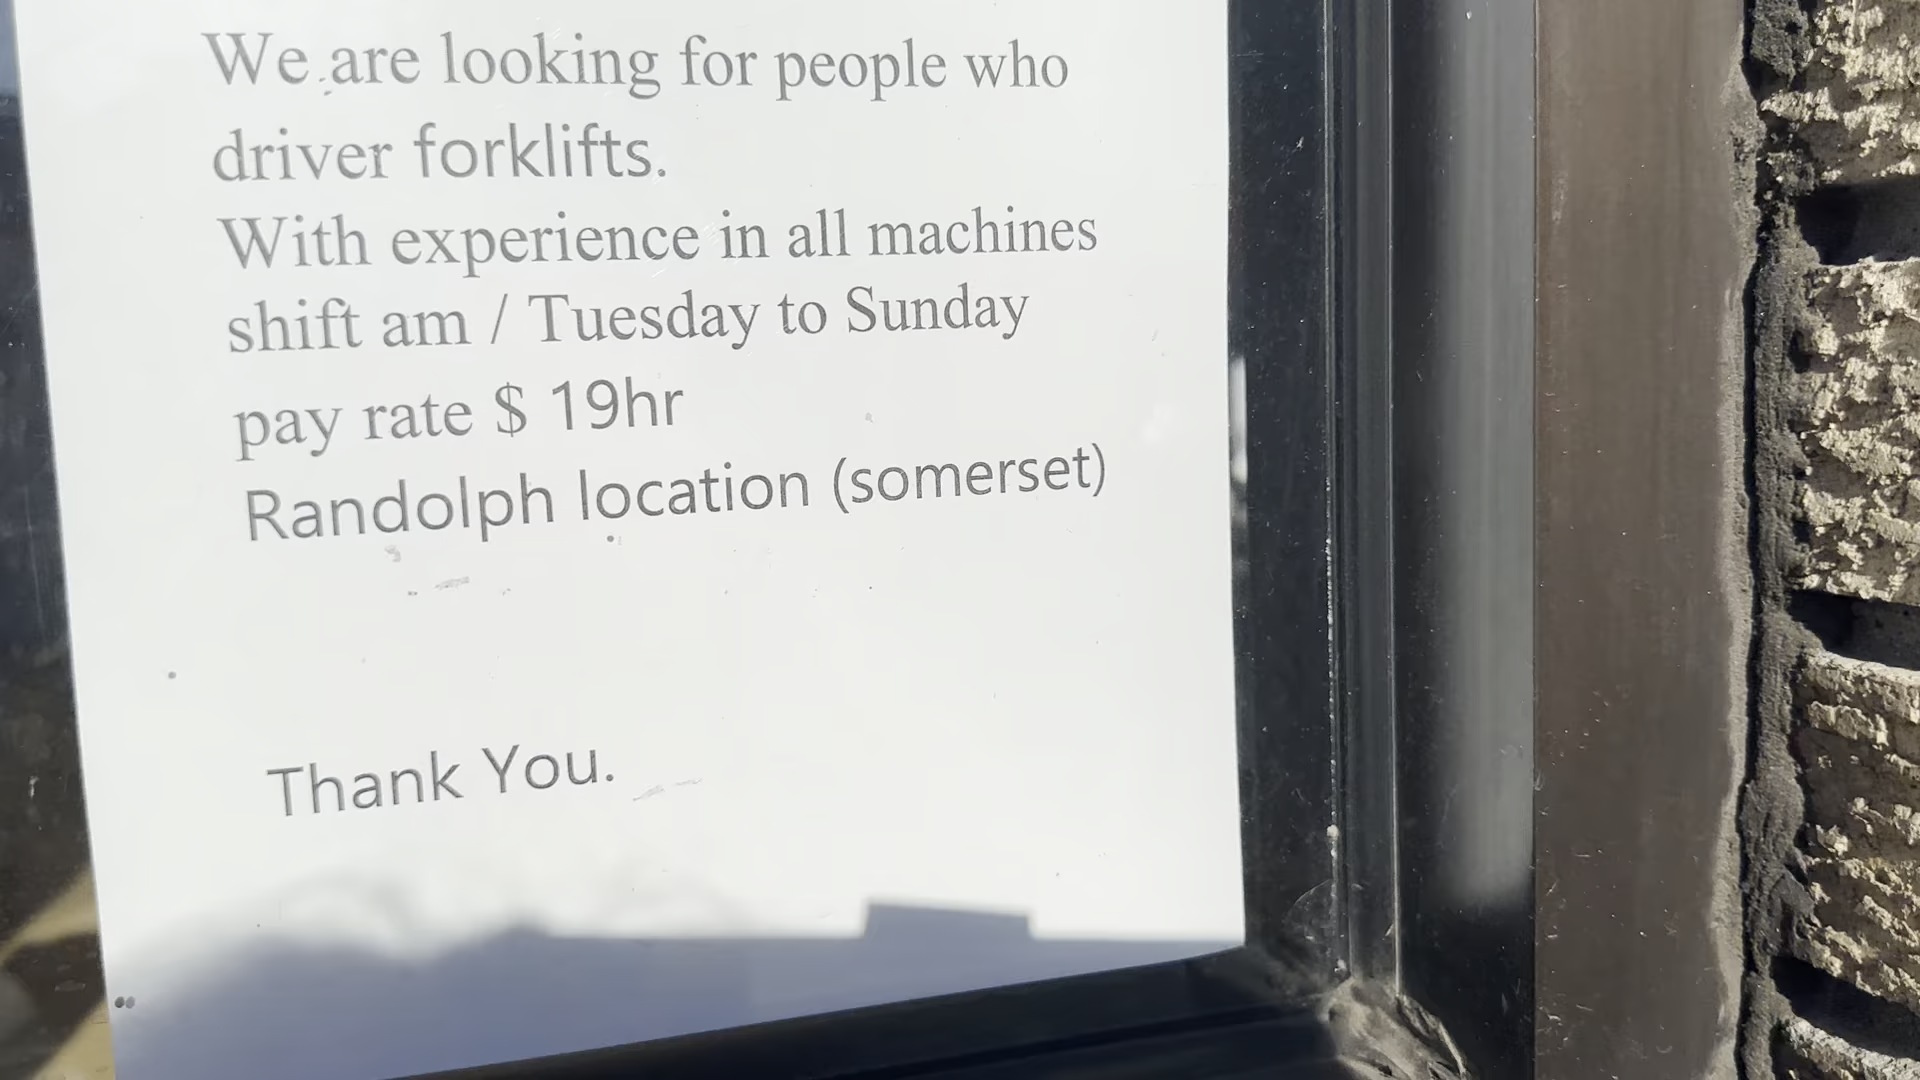 We are looking for people who
driver forklifts.
With experience in all machines
shift am / Tuesday to Sunday
pay rate $ 19hr
Randolph location (somerset)
Thank You.